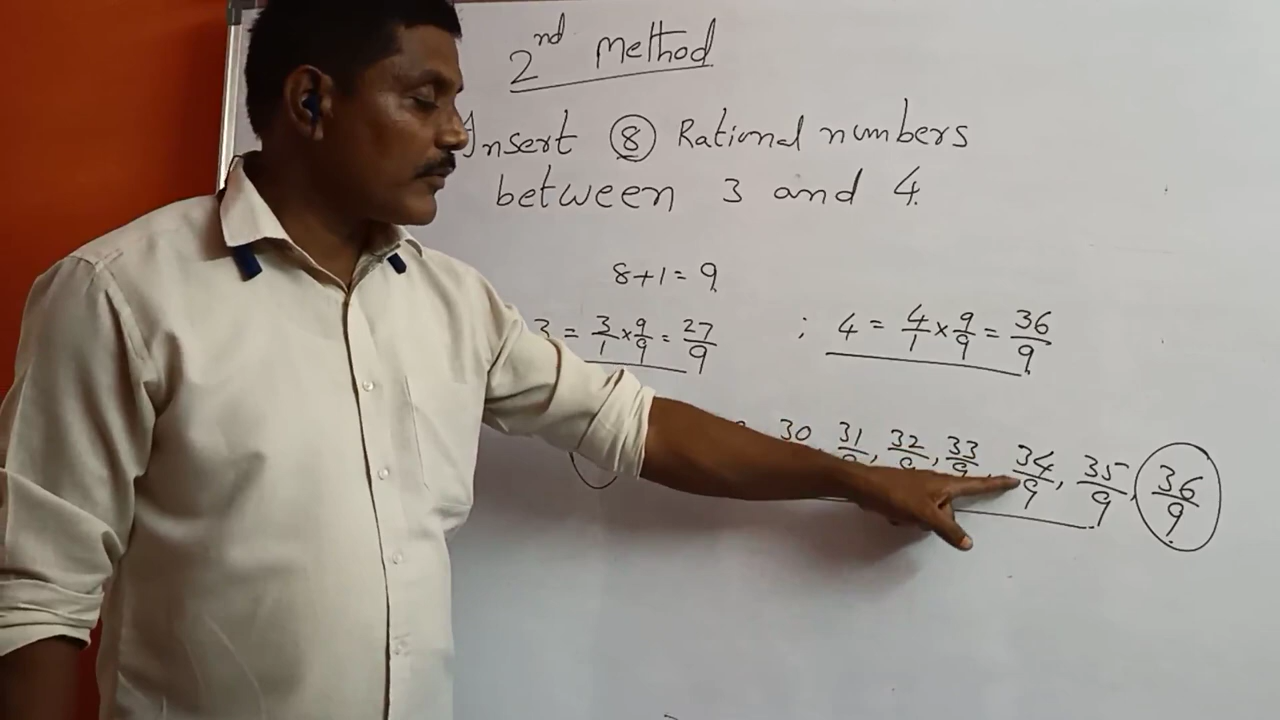 2nd Method
Insert 8 Rational numbers
between 3 and 4.
8+1 = 9
3 = 3/1 × 9/9 = 27/9 ; 4 = 4/1 × 9/9 = 36/9
30, 31/9, 32/9, 33/9, 34/9, 35/9, 36/9